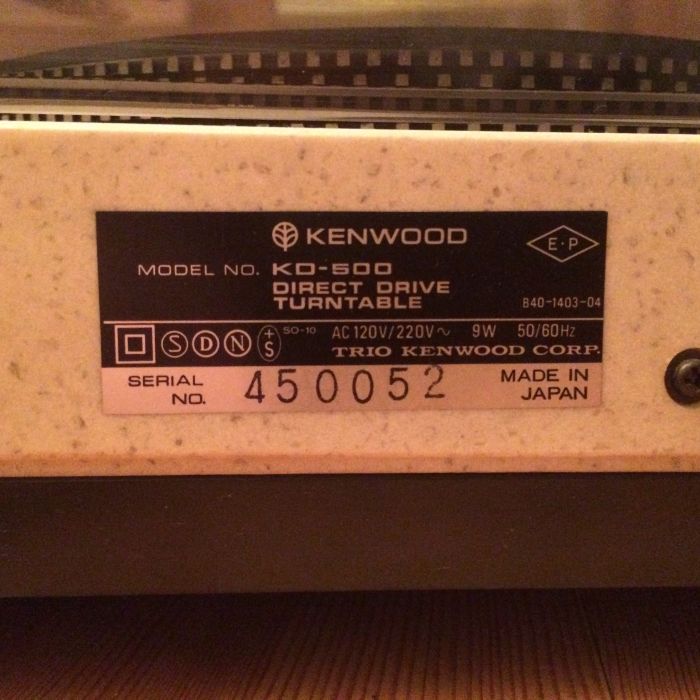 KENWOOD
E·P
MODEL NO. KD-500
DIRECT DRIVE
TURNTABLE
B40-1403-04
S D N +S SO-10 AC 120V/220V~ 9W 50/60Hz
TRIO KENWOOD CORP.
SERIAL NO. 450052
MADE IN JAPAN